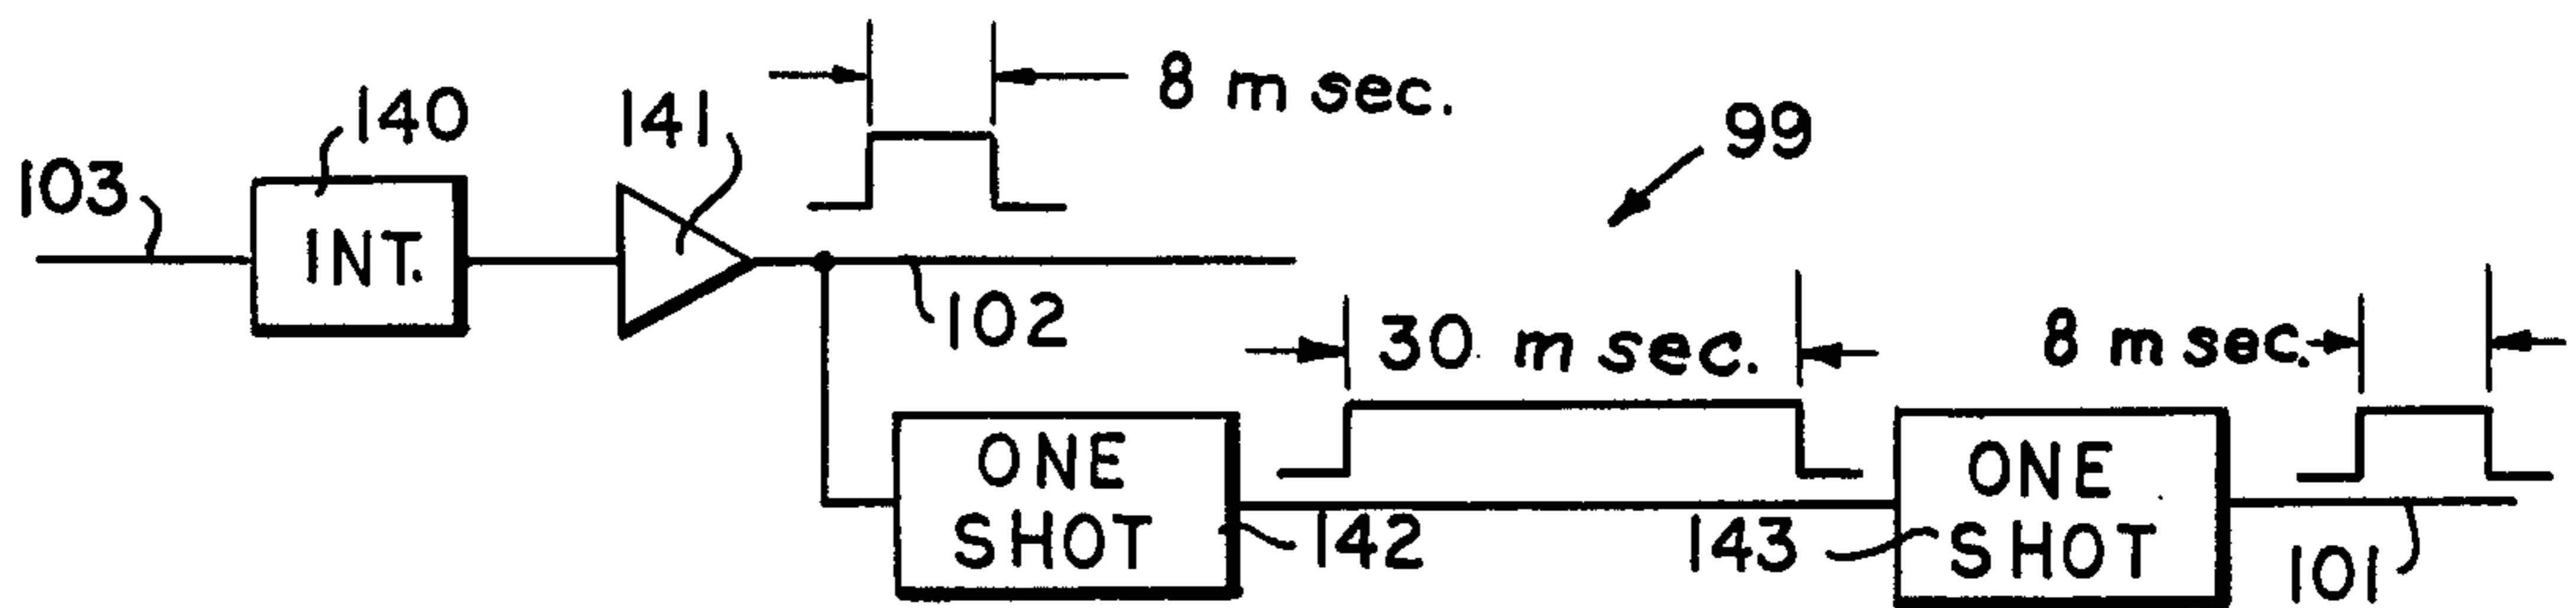 8 m sec.
99
140
141
103
INT.
102
30 m sec.
8 m sec.
ONE
SHOT
142
143
ONE
SHOT
101